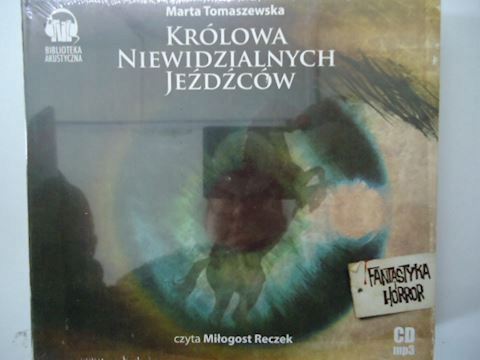 Marta Tomaszewska
BIBLIOTEKA
AKUSTYCZNA
KRÓLOWA
NIEWIDZIALNYCH
JEŹDŹCÓW
FANTASTYKA
HORROR
czyta Miłogost Reczek
CD
mp3